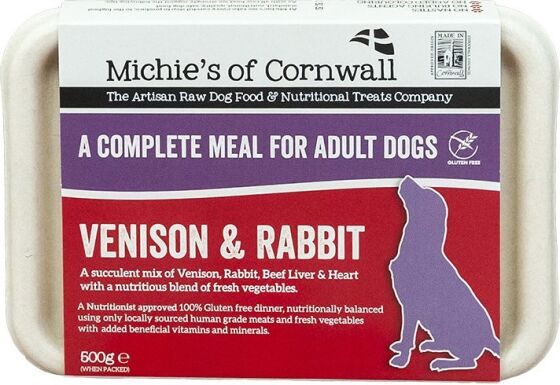 Michie's of Cornwall
The Artisan Raw Dog Food & Nutritional Treats Company
MADE IN
Cornwall
APPROVED ORIGIN
A COMPLETE MEAL FOR ADULT DOGS
GLUTEN FREE
VENISON & RABBIT
A succulent mix of Venison, Rabbit, Beef Liver & Heart
with a nutritious blend of fresh vegetables.
A Nutritionist approved 100% Gluten free dinner, nutritionally balanced
using only locally sourced human grade meats and fresh vegetables
with added beneficial vitamins and minerals.
500g e
(WHEN PACKED)